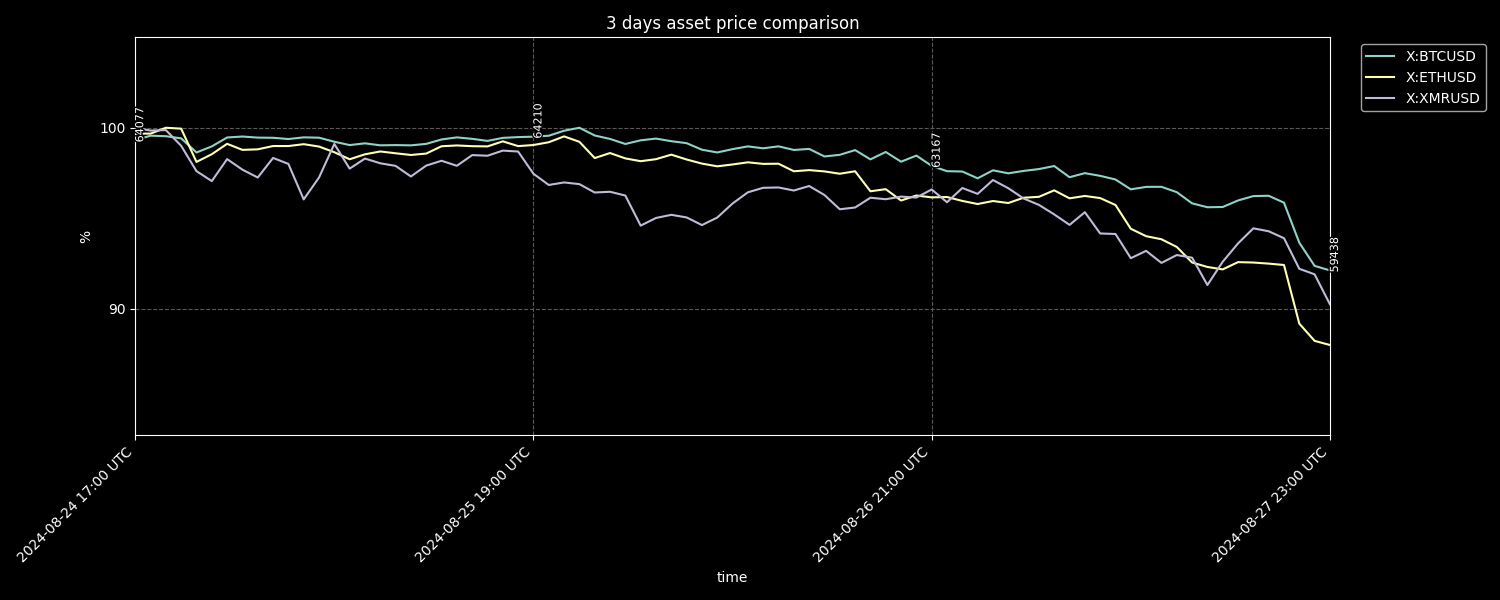 3 days asset price comparison
X:BTCUSD
X:ETHUSD
X:XMRUSD
100
90
%
64077
64210
63167
59438
2024-08-24 17:00 UTC
2024-08-25 19:00 UTC
2024-08-26 21:00 UTC
2024-08-27 23:00 UTC
time